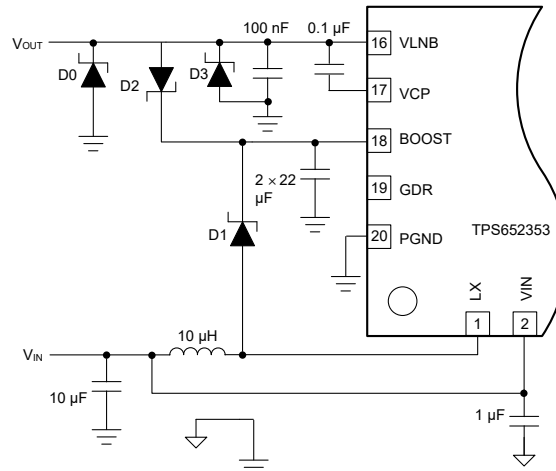 VOUT
100 nF
0.1 µF
16 VLNB
D0
D2
D3
17 VCP
18 BOOST
2 × 22
µF
19 GDR
D1
20 PGND
TPS652353
LX
VIN
1
2
10 µH
VIN
10 µF
1 µF